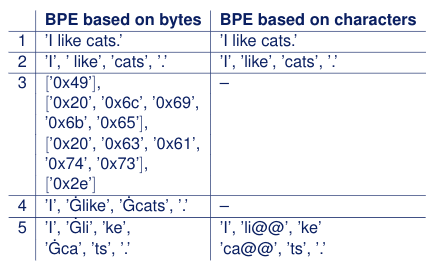 BPE based on bytes BPE based on characters
1 ’I like cats.’ ’I like cats.’
2 ’I’, ’ like’, ’cats’, ’.’ ’I’, ’like’, ’cats’, ’.’
3 [’0x49’], –
[’0x20’, ’0x6c’, ’0x69’,
’0x6b’, ’0x65’],
[’0x20’, ’0x63’, ’0x61’,
’0x74’, ’0x73’],
[’0x2e’]
4 ’I’, ’Ġlike’, ’Ġcats’, ’.’ –
5 ’I’, ’Ġli’, ’ke’, ’I’, ’li@@’, ’ke’
’Ġca’, ’ts’, ’.’ ’ca@@’, ’ts’, ’.’